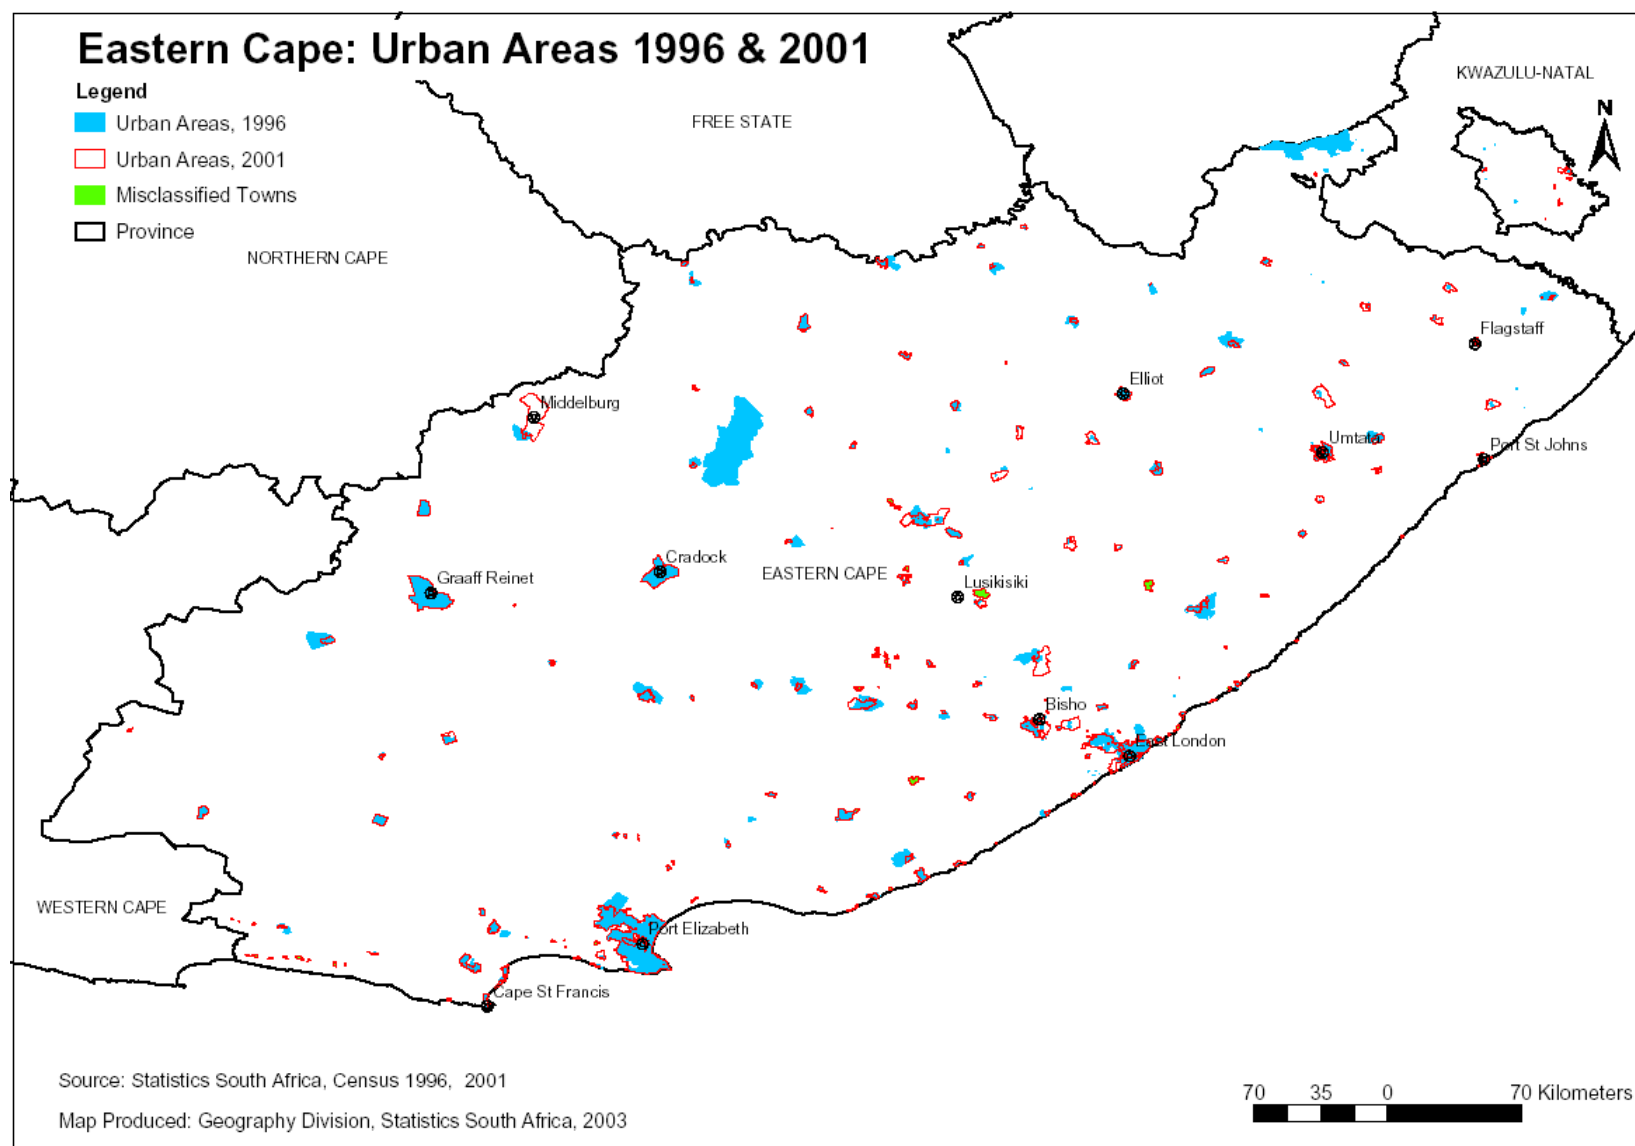 Eastern Cape: Urban Areas 1996 & 2001
Legend
Urban Areas, 1996
Urban Areas, 2001
Misclassified Towns
Province
KWAZULU-NATAL
N
FREE STATE
NORTHERN CAPE
Flagstaff
Elliot
Middelburg
Umtata
Port St Johns
Cradock
EASTERN CAPE
Graaff Reinet
Lusikisiki
Bisho
East London
WESTERN CAPE
Port Elizabeth
Cape St Francis
Source: Statistics South Africa, Census 1996, 2001
70 35 0 70 Kilometers
Map Produced: Geography Division, Statistics South Africa, 2003